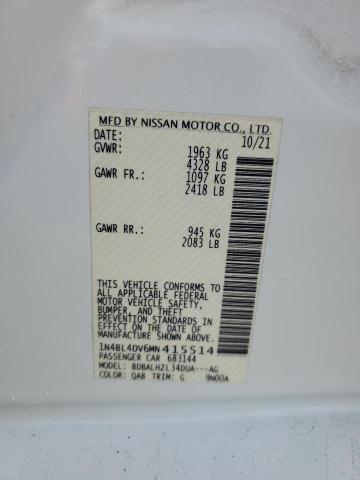 MFD BY NISSAN MOTOR CO., LTD.
DATE: 10/21
GVWR: 1963 KG
4328 LB
GAWR FR.: 1097 KG
2418 LB
GAWR RR.: 945 KG
2083 LB
THIS VEHICLE CONFORMS TO
ALL APPLICABLE FEDERAL
MOTOR VEHICLE SAFETY,
BUMPER, AND THEFT
PREVENTION STANDARDS IN
EFFECT ON THE DATE OF
MANUFACTURE SHOWN ABOVE.
1N4BL4DV6MN415514
PASSENGER CAR 683144
MODEL: BDBALHZL34DUA---AG
COLOR: QAB TRIM: G 9N00A